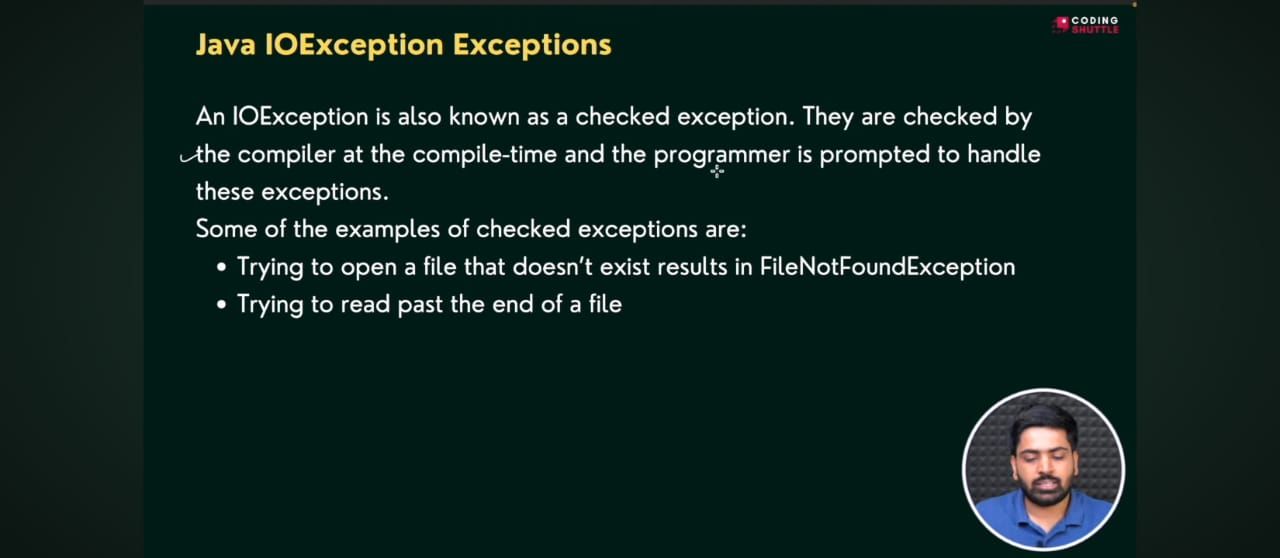 CODING
SHUTTLE
Java IOException Exceptions
An IOException is also known as a checked exception. They are checked by
the compiler at the compile-time and the programmer is prompted to handle
these exceptions.
Some of the examples of checked exceptions are:
• Trying to open a file that doesn't exist results in FileNotFoundException
• Trying to read past the end of a file